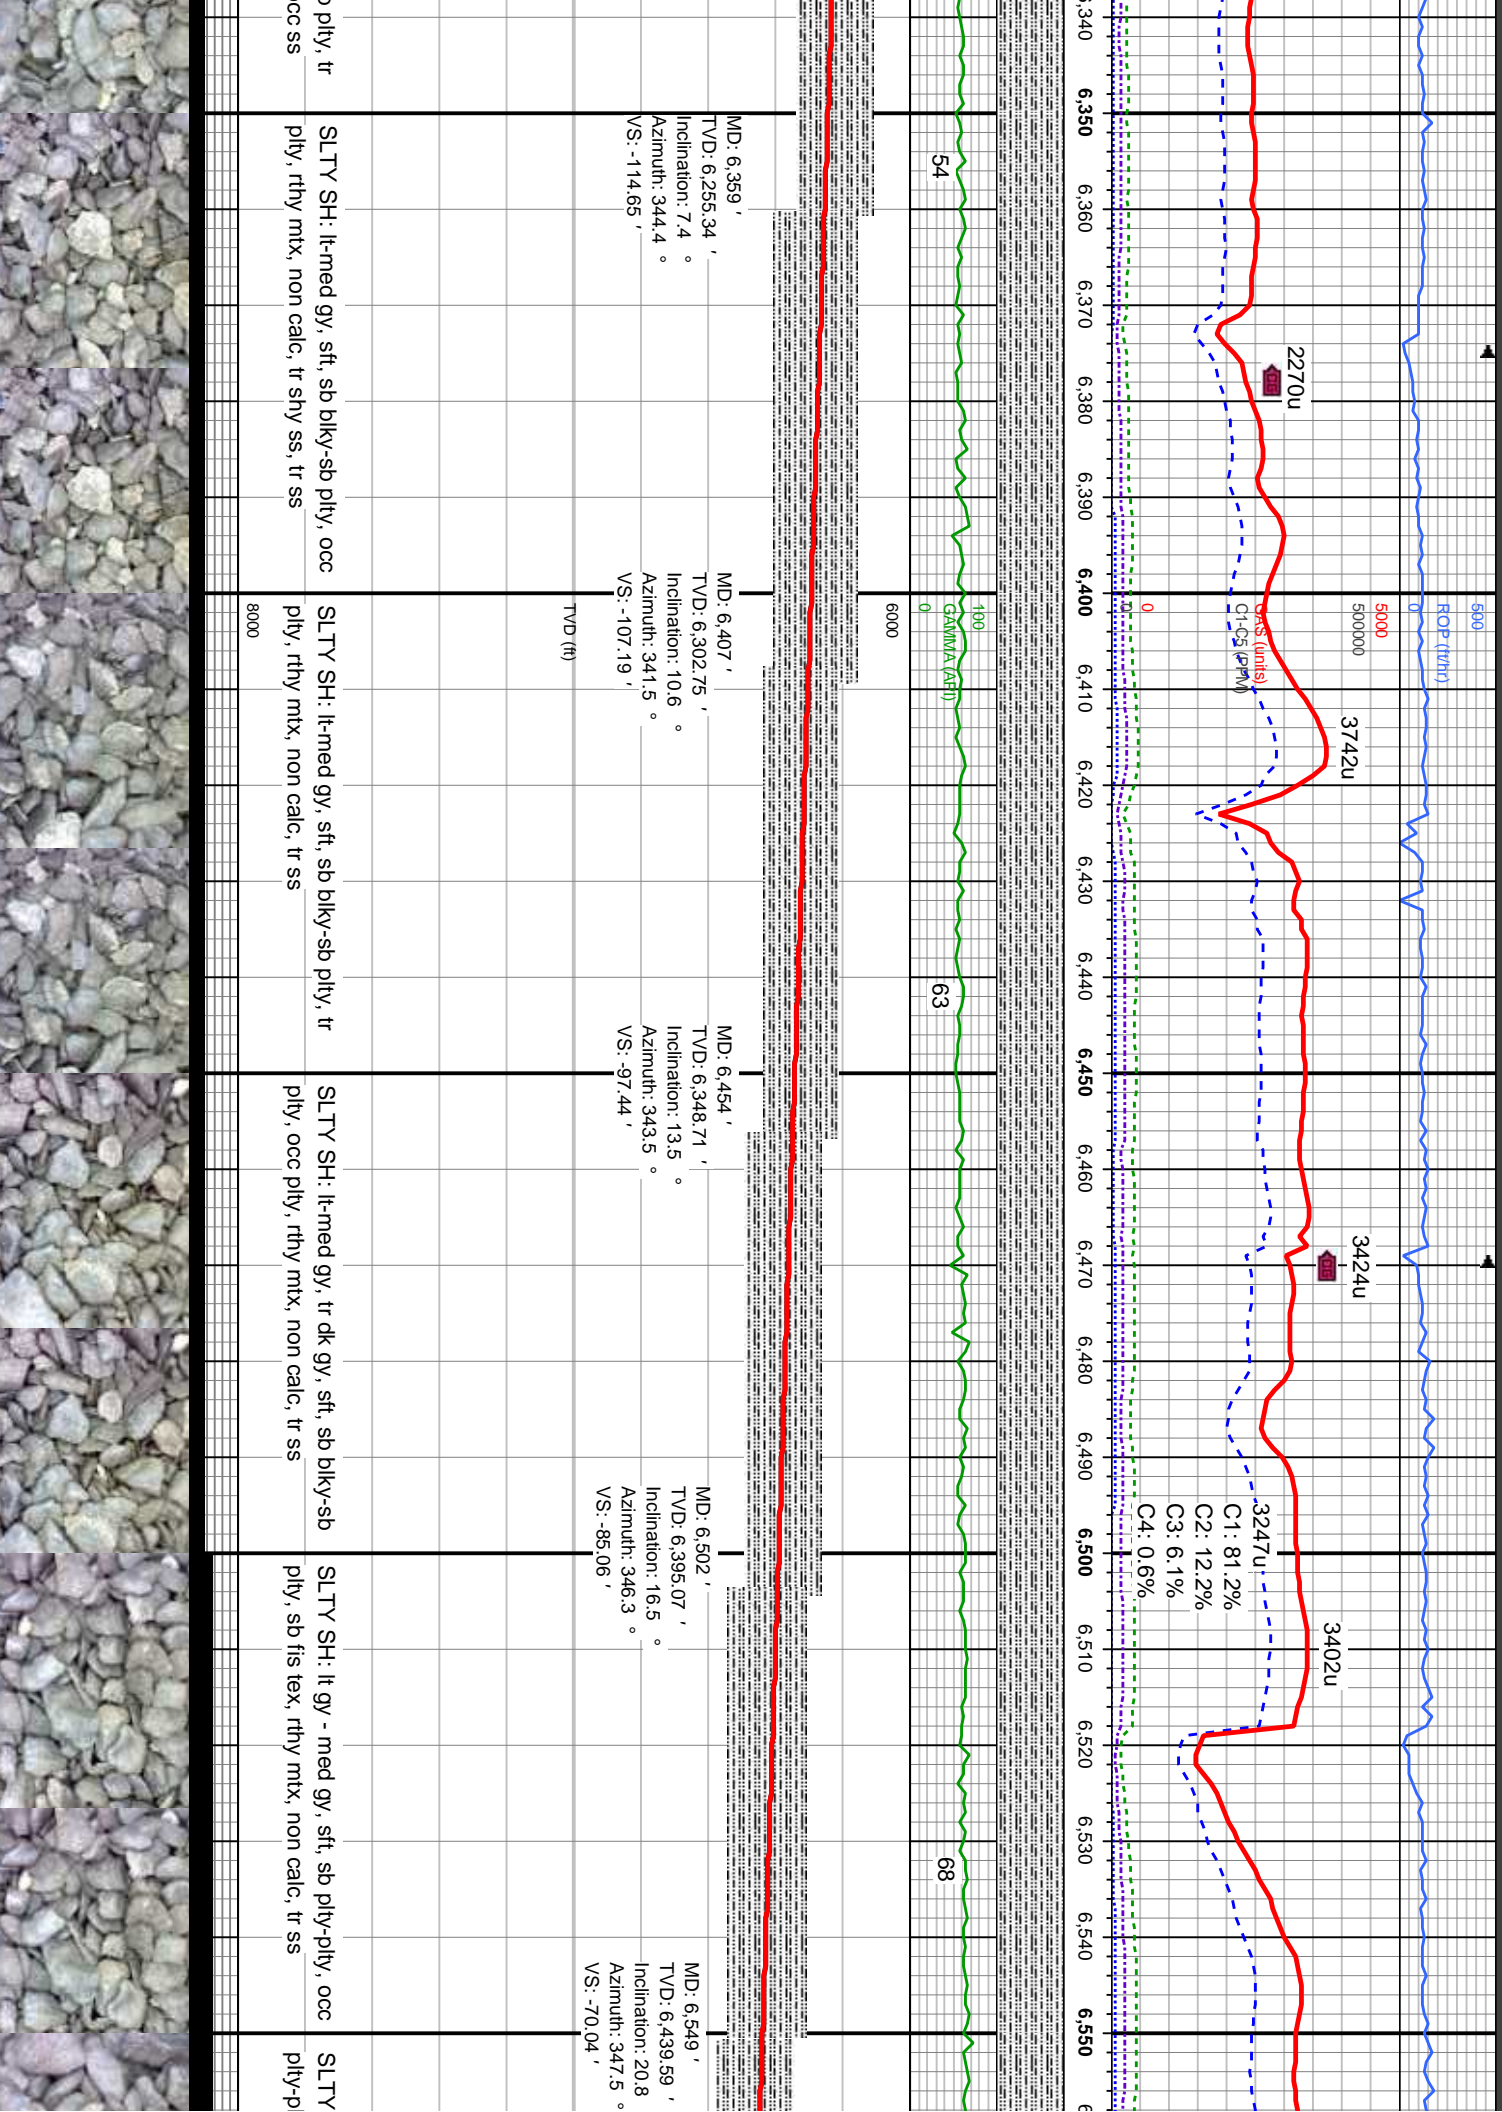 500
ROP (ft/hr)
0
5000
50000
GAS (units)
C1-C5 (PPM)
0
2270u
3742u
3424u
3247u
C1: 81.2%
C2: 12.2%
C3: 6.1%
C4: 0.6%
3402u
6,340
6,350
6,360
6,370
6,380
6,390
6,400
6,410
6,420
6,430
6,440
6,450
6,460
6,470
6,480
6,490
6,500
6,510
6,520
6,530
6,540
6,550
100
GAMMA (API)
0
54
63
68
6000
TVD (ft)
8000
MD: 6,359 '
TVD: 6,255.34 '
Inclination: 7.4 °
Azimuth: 344.4 °
VS: -114.65 '
MD: 6,407 '
TVD: 6,302.75 '
Inclination: 10.6 °
Azimuth: 341.5 °
VS: -107.19 '
MD: 6,454 '
TVD: 6,348.71 '
Inclination: 13.5 °
Azimuth: 343.5 °
VS: -97.44 '
MD: 6,502 '
TVD: 6,395.07 '
Inclination: 16.5 °
Azimuth: 346.3 °
VS: -85.06 '
MD: 6,549 '
TVD: 6,439.59 '
Inclination: 20.8 °
Azimuth: 347.5 °
VS: -70.04 '
plty, tr
occ ss
SLTY SH: lt-med gy, sft, sb blky-sb plty, occ
plty, rthy mtx, non calc, tr shy ss, tr ss
SLTY SH: lt-med gy, sft, sb blky-sb plty, tr
plty, rthy mtx, non calc, tr ss
SLTY SH: lt-med gy, tr dk gy, sft, sb blky-sb
plty, occ plty, rthy mtx, non calc, tr ss
SLTY SH: lt gy - med gy, sft, sb plty-plty, occ
plty, sb fis tex, rthy mtx, non calc, tr ss
SLTY
plty-pl